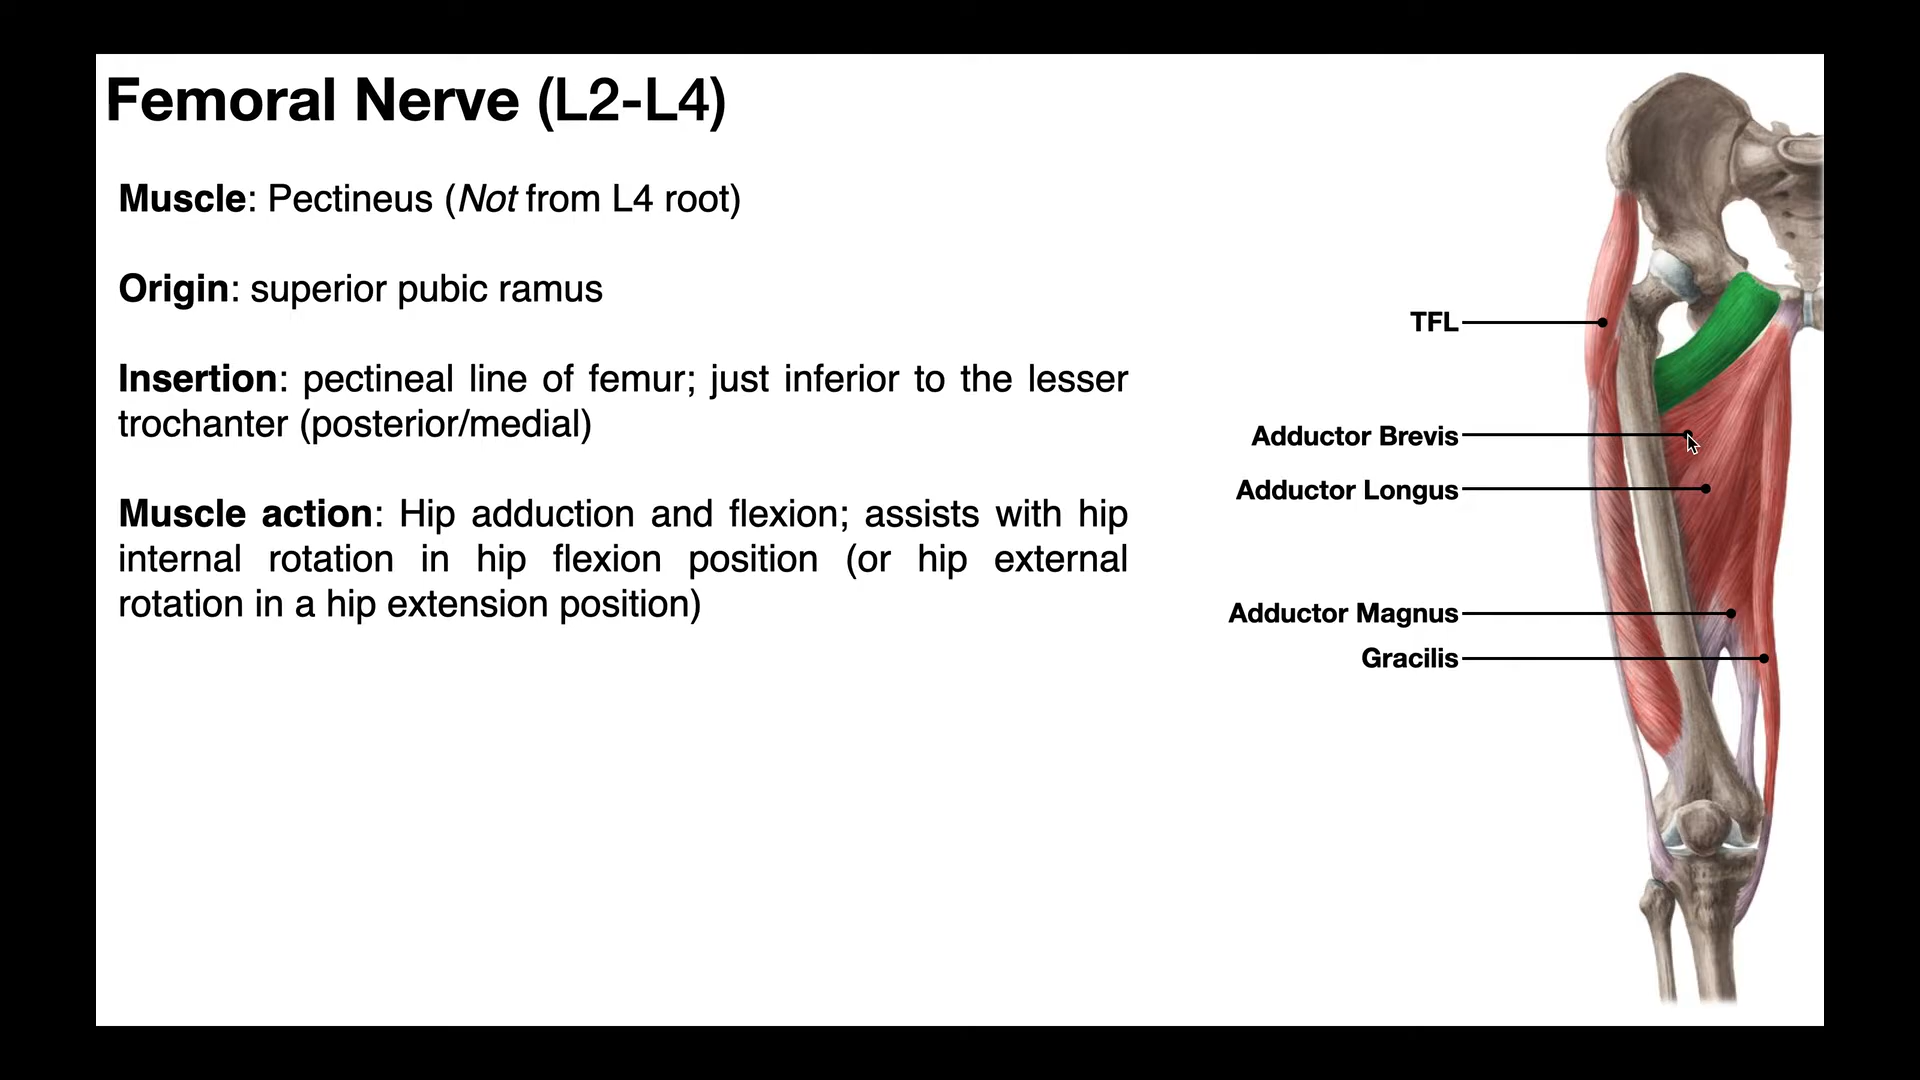 Femoral Nerve (L2-L4)
Muscle: Pectineus (Not from L4 root)
Origin: superior pubic ramus
Insertion: pectineal line of femur; just inferior to the lesser
trochanter (posterior/medial)
Muscle action: Hip adduction and flexion; assists with hip
internal rotation in hip flexion position (or hip external
rotation in a hip extension position)
TFL
Adductor Brevis
Adductor Longus
Adductor Magnus
Gracilis